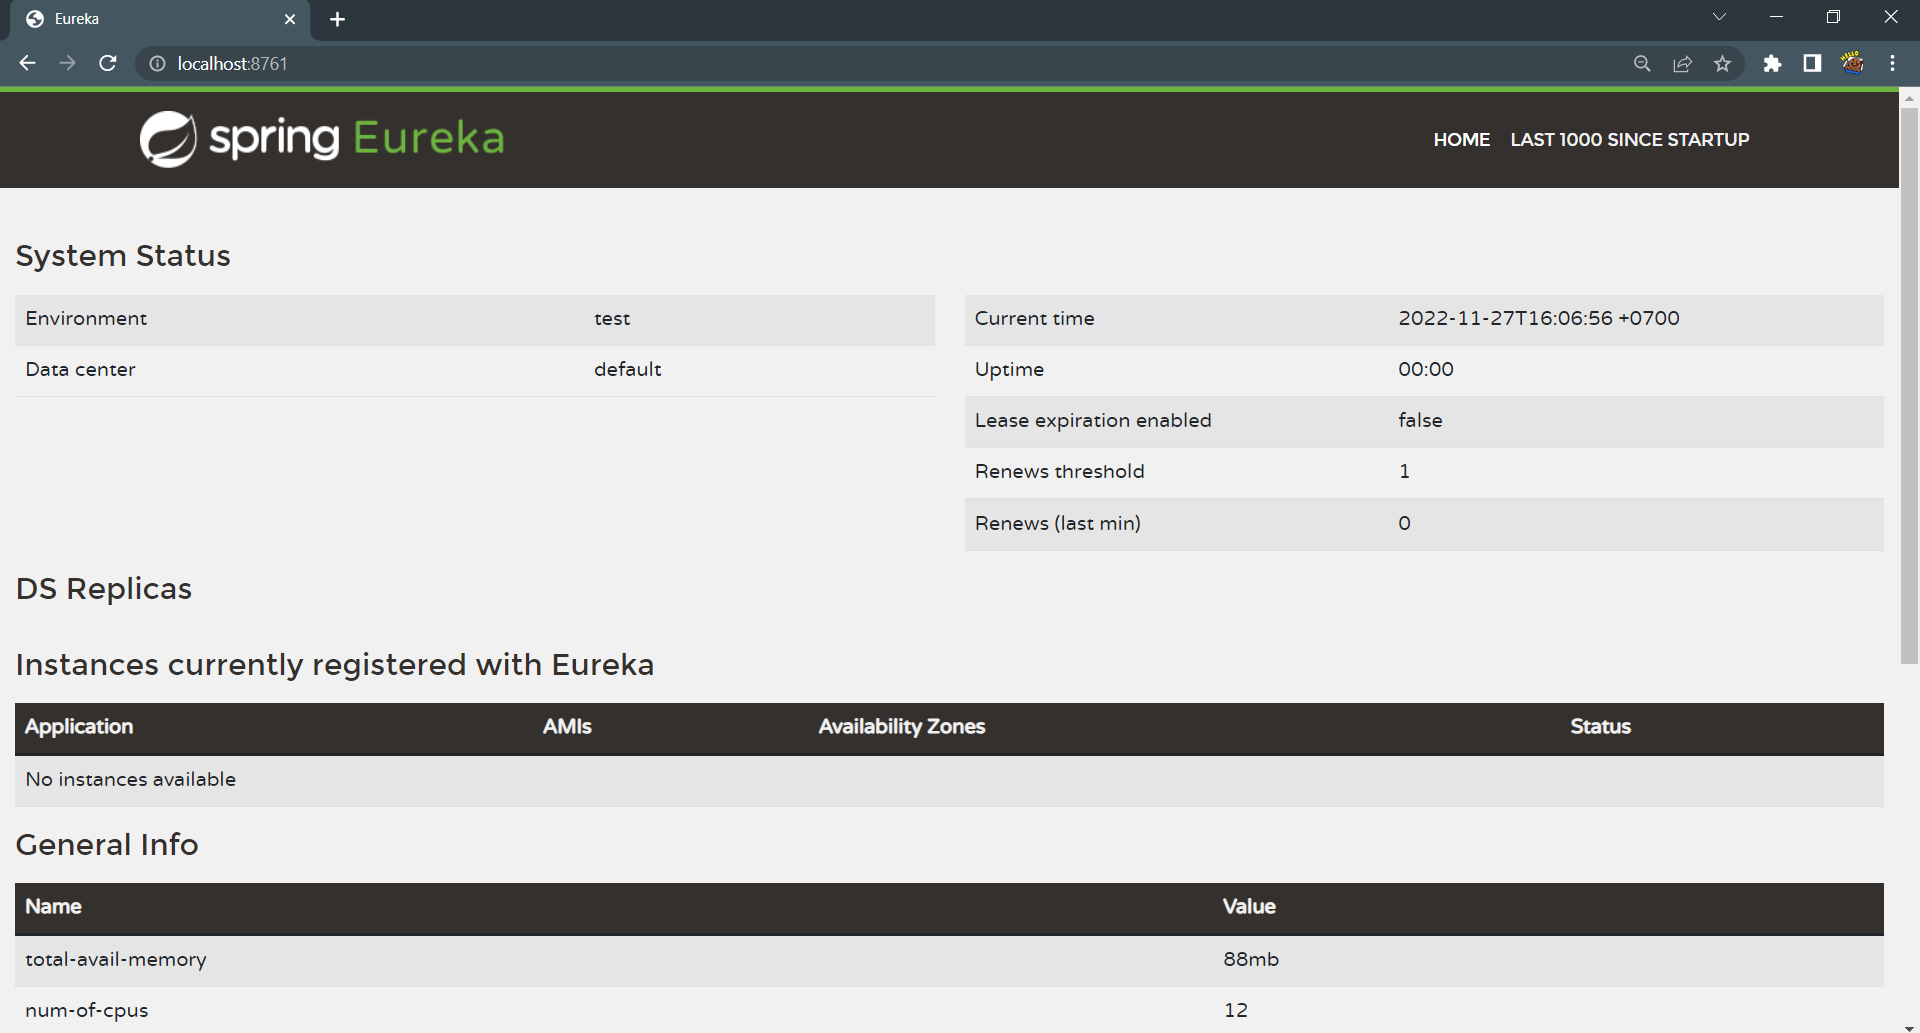 Eureka
localhost:8761
spring Eureka
HOME LAST 1000 SINCE STARTUP
System Status
Environment test
Data center default
Current time 2022-11-27T16:06:56 +0700
Uptime 00:00
Lease expiration enabled false
Renews threshold 1
Renews (last min) 0
DS Replicas
Instances currently registered with Eureka
Application AMIs Availability Zones Status
No instances available
General Info
Name Value
total-avail-memory 88mb
num-of-cpus 12